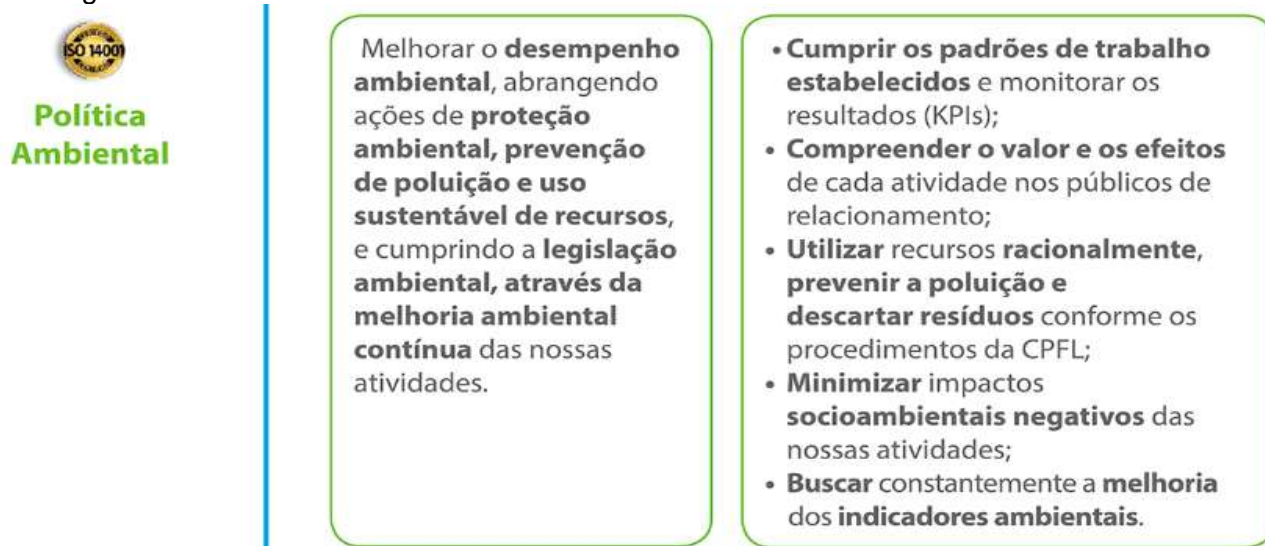 ISO 14001
Política
Ambiental
Melhorar o desempenho
ambiental, abrangendo
ações de proteção
ambiental, prevenção
de poluição e uso
sustentável de recursos,
e cumprindo a legislação
ambiental, através da
melhoria ambiental
contínua das nossas
atividades.
• Cumprir os padrões de trabalho
estabelecidos e monitorar os
resultados (KPIs);
• Compreender o valor e os efeitos
de cada atividade nos públicos de
relacionamento;
• Utilizar recursos racionalmente,
prevenir a poluição e
descartar resíduos conforme os
procedimentos da CPFL;
• Minimizar impactos
socioambientais negativos das
nossas atividades;
• Buscar constantemente a melhoria
dos indicadores ambientais.